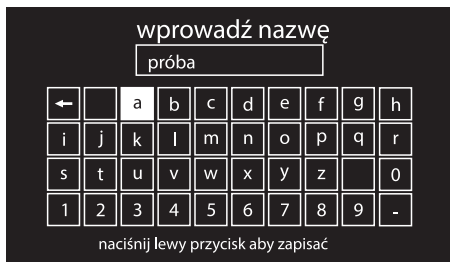 wprowadź nazwę
próba
← a b c d e f g h
i j k l m n o p q r
s t u v w x y z 0
1 2 3 4 5 6 7 8 9 -
naciśnij lewy przycisk aby zapisać